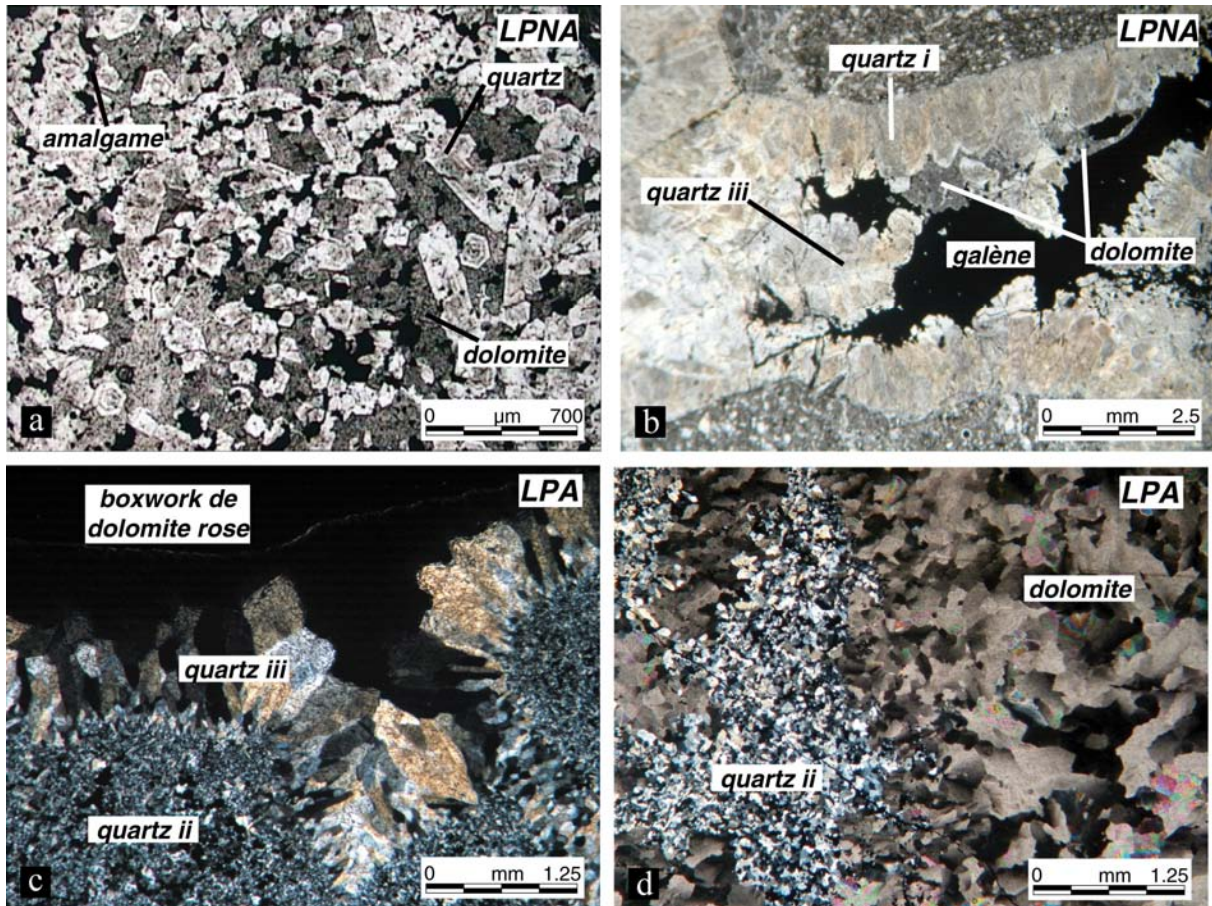 LPNA
quartz
amalgame
dolomite
0 µm 700
a
LPNA
quartz i
quartz iii
galène
dolomite
0 mm 2.5
b
LPA
boxwork de
dolomite rose
quartz iii
quartz ii
0 mm 1.25
c
LPA
dolomite
quartz ii
0 mm 1.25
d